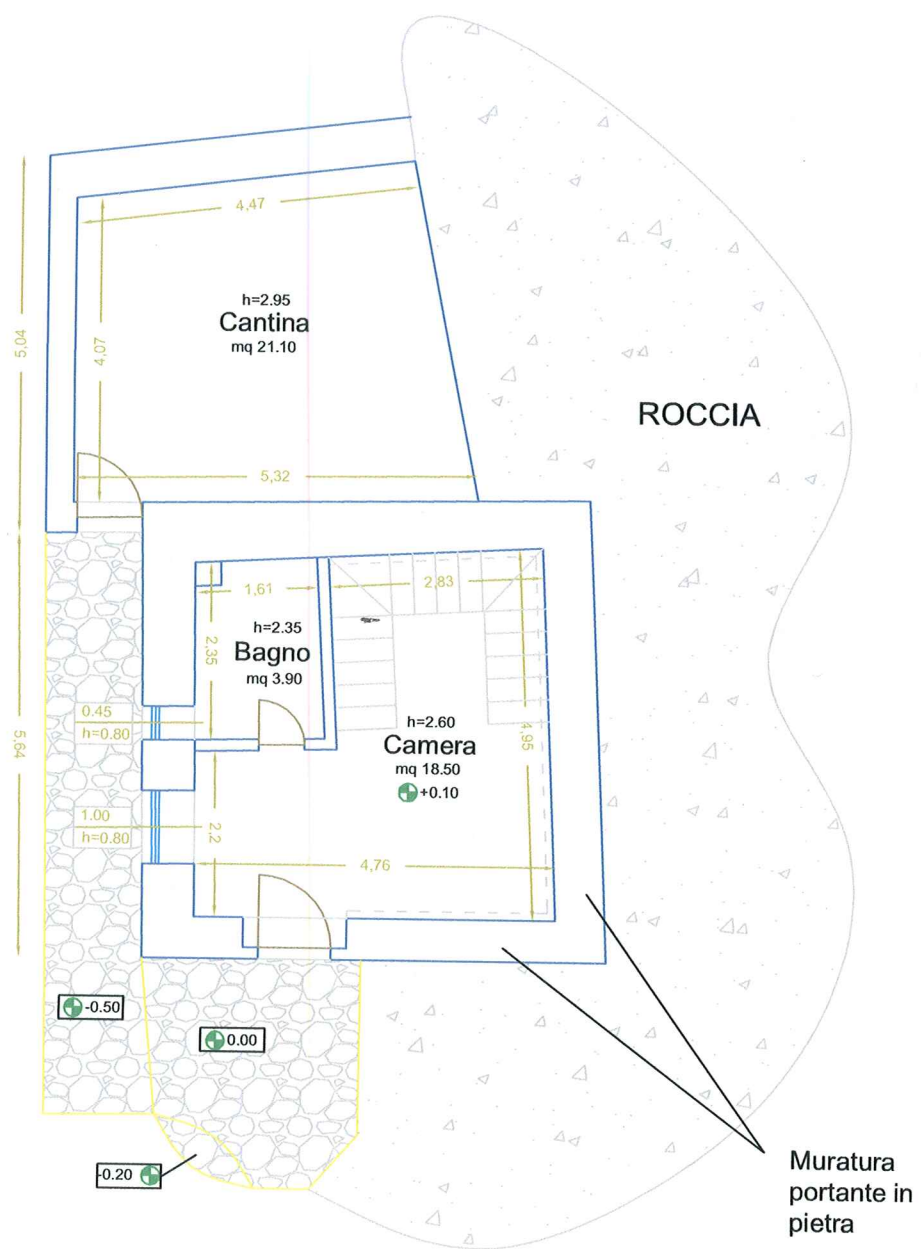 4,47
5,04
4,07
h=2.95
Cantina
mq 21.10
ROCCIA
5,32
1,61
2,83
2,35
h=2.35
Bagno
mq 3.90
4,95
0.45
h=0.80
h=2.60
Camera
mq 18.50
+0.10
5,64
1.00
h=0.80
2,2
4,76
-0.50
0.00
-0.20
Muratura
portante in
pietra